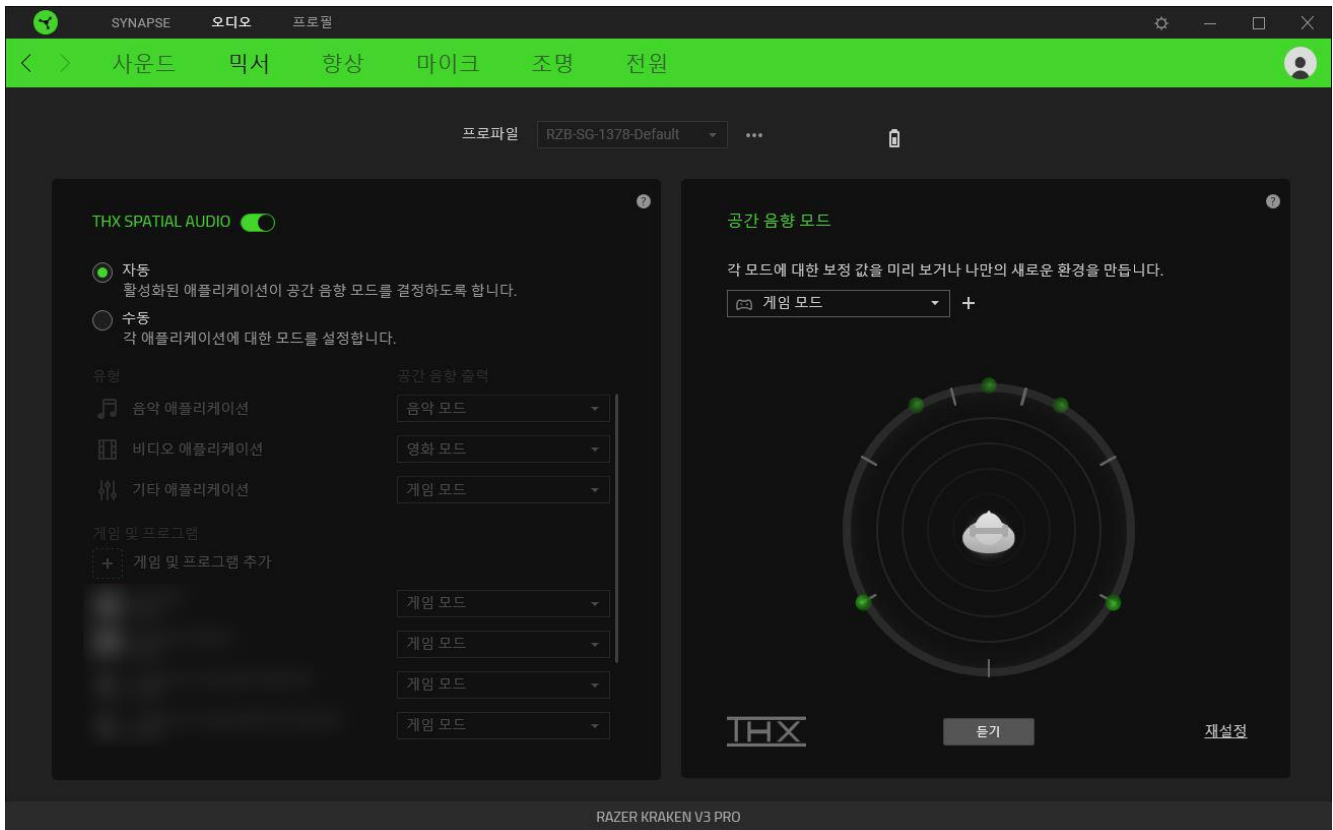 SYNAPSE 오디오 프로필
사운드 믹서 향상 마이크 조명 전원
프로파일 RZB-SG-1378-Default
THX SPATIAL AUDIO
자동
활성화된 애플리케이션이 공간 음향 모드를 결정하도록 합니다.
수동
각 애플리케이션에 대한 모드를 설정합니다.
유형 공간 음향 출력
음악 애플리케이션 음악 모드
비디오 애플리케이션 영화 모드
기타 애플리케이션 게임 모드
게임 및 프로그램
게임 및 프로그램 추가
게임 모드
게임 모드
게임 모드
게임 모드
공간 음향 모드
각 모드에 대한 보정 값을 미리 보거나 나만의 새로운 환경을 만듭니다.
게임 모드
THX 듣기 재설정
RAZER KRAKEN V3 PRO